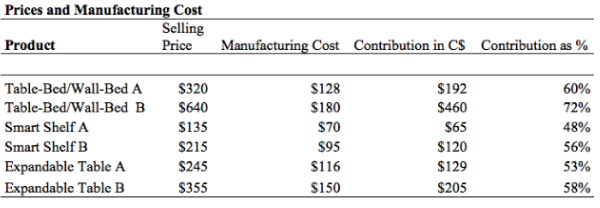 Prices and Manufacturing Cost
Selling
Product Price Manufacturing Cost Contribution in C$ Contribution as %
Table-Bed/Wall-Bed A $320 $128 $192 60%
Table-Bed/Wall-Bed B $640 $180 $460 72%
Smart Shelf A $135 $70 $65 48%
Smart Shelf B $215 $95 $120 56%
Expandable Table A $245 $116 $129 53%
Expandable Table B $355 $150 $205 58%